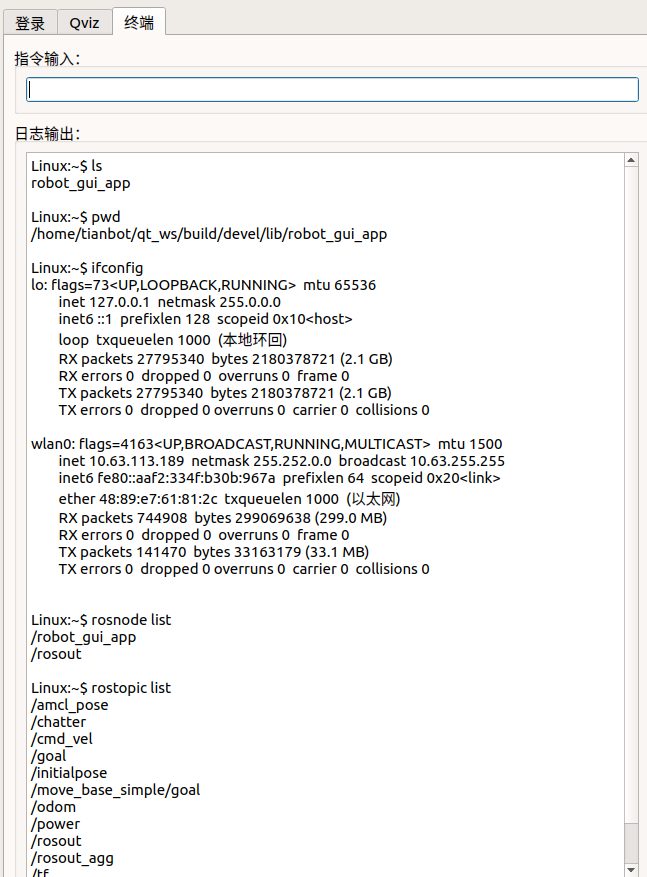 登录 Qviz 终端
指令输入：
日志输出：
Linux:~$ ls
robot_gui_app
Linux:~$ pwd
/home/tianbot/qt_ws/build/devel/lib/robot_gui_app
Linux:~$ ifconfig
lo: flags=73<UP,LOOPBACK,RUNNING>  mtu 65536
inet 127.0.0.1  netmask 255.0.0.0
inet6 ::1  prefixlen 128  scopeid 0x10<host>
loop  txqueuelen 1000  (本地环回)
RX packets 27795340  bytes 2180378721 (2.1 GB)
RX errors 0  dropped 0  overruns 0  frame 0
TX packets 27795340  bytes 2180378721 (2.1 GB)
TX errors 0  dropped 0 overruns 0  carrier 0  collisions 0
wlan0: flags=4163<UP,BROADCAST,RUNNING,MULTICAST>  mtu 1500
inet 10.63.113.189  netmask 255.252.0.0  broadcast 10.63.255.255
inet6 fe80::aaf2:334f:b30b:967a  prefixlen 64  scopeid 0x20<link>
ether 48:89:e7:61:81:2c  txqueuelen 1000  (以太网)
RX packets 744908  bytes 299069638 (299.0 MB)
RX errors 0  dropped 0  overruns 0  frame 0
TX packets 141470  bytes 33163179 (33.1 MB)
TX errors 0  dropped 0 overruns 0  carrier 0  collisions 0
Linux:~$ rosnode list
/robot_gui_app
/rosout
Linux:~$ rostopic list
/amcl_pose
/chatter
/cmd_vel
/goal
/initialpose
/move_base_simple/goal
/odom
/power
/rosout
/rosout_agg
/tf